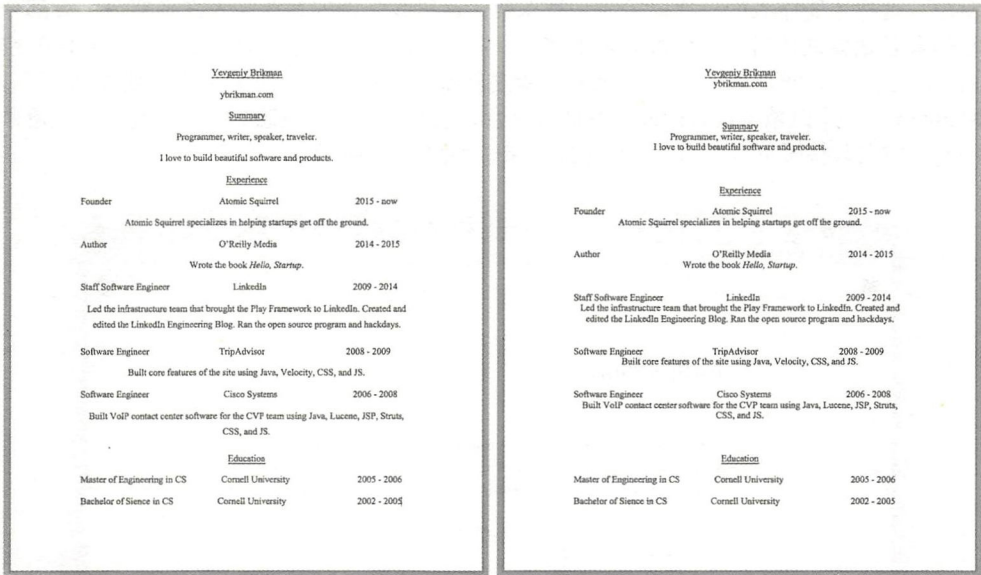 Yevgeniy Brikman
ybrikman.com
Summary
Programmer, writer, speaker, traveler.
I love to build beautiful software and products.
Experience
Founder Atomic Squirrel 2015 - now
Atomic Squirrel specializes in helping startups get off the ground.
Author O'Reilly Media 2014 - 2015
Wrote the book Hello, Startup.
Staff Software Engineer LinkedIn 2009 - 2014
Led the infrastructure team that brought the Play Framework to LinkedIn. Created and
edited the LinkedIn Engineering Blog. Ran the open source program and hackdays.
Software Engineer TripAdvisor 2008 - 2009
Built core features of the site using Java, Velocity, CSS, and JS.
Software Engineer Cisco Systems 2006 - 2008
Built VoIP contact center software for the CVP team using Java, Lucene, JSP, Struts,
CSS, and JS.
Education
Master of Engineering in CS Cornell University 2005 - 2006
Bachelor of Sience in CS Cornell University 2002 - 2005
Yevgeniy Brikman
ybrikman.com
Summary
Programmer, writer, speaker, traveler.
I love to build beautiful software and products.
Experience
Founder Atomic Squirrel 2015 - now
Atomic Squirrel specializes in helping startups get off the ground.
Author O'Reilly Media 2014 - 2015
Wrote the book Hello, Startup.
Staff Software Engineer LinkedIn 2009 - 2014
Led the infrastructure team that brought the Play Framework to LinkedIn. Created and
edited the LinkedIn Engineering Blog. Ran the open source program and hackdays.
Software Engineer TripAdvisor 2008 - 2009
Built core features of the site using Java, Velocity, CSS, and JS.
Software Engineer Cisco Systems 2006 - 2008
Built VoIP contact center software for the CVP team using Java, Lucene, JSP, Struts,
CSS, and JS.
Education
Master of Engineering in CS Cornell University 2005 - 2006
Bachelor of Sience in CS Cornell University 2002 - 2005